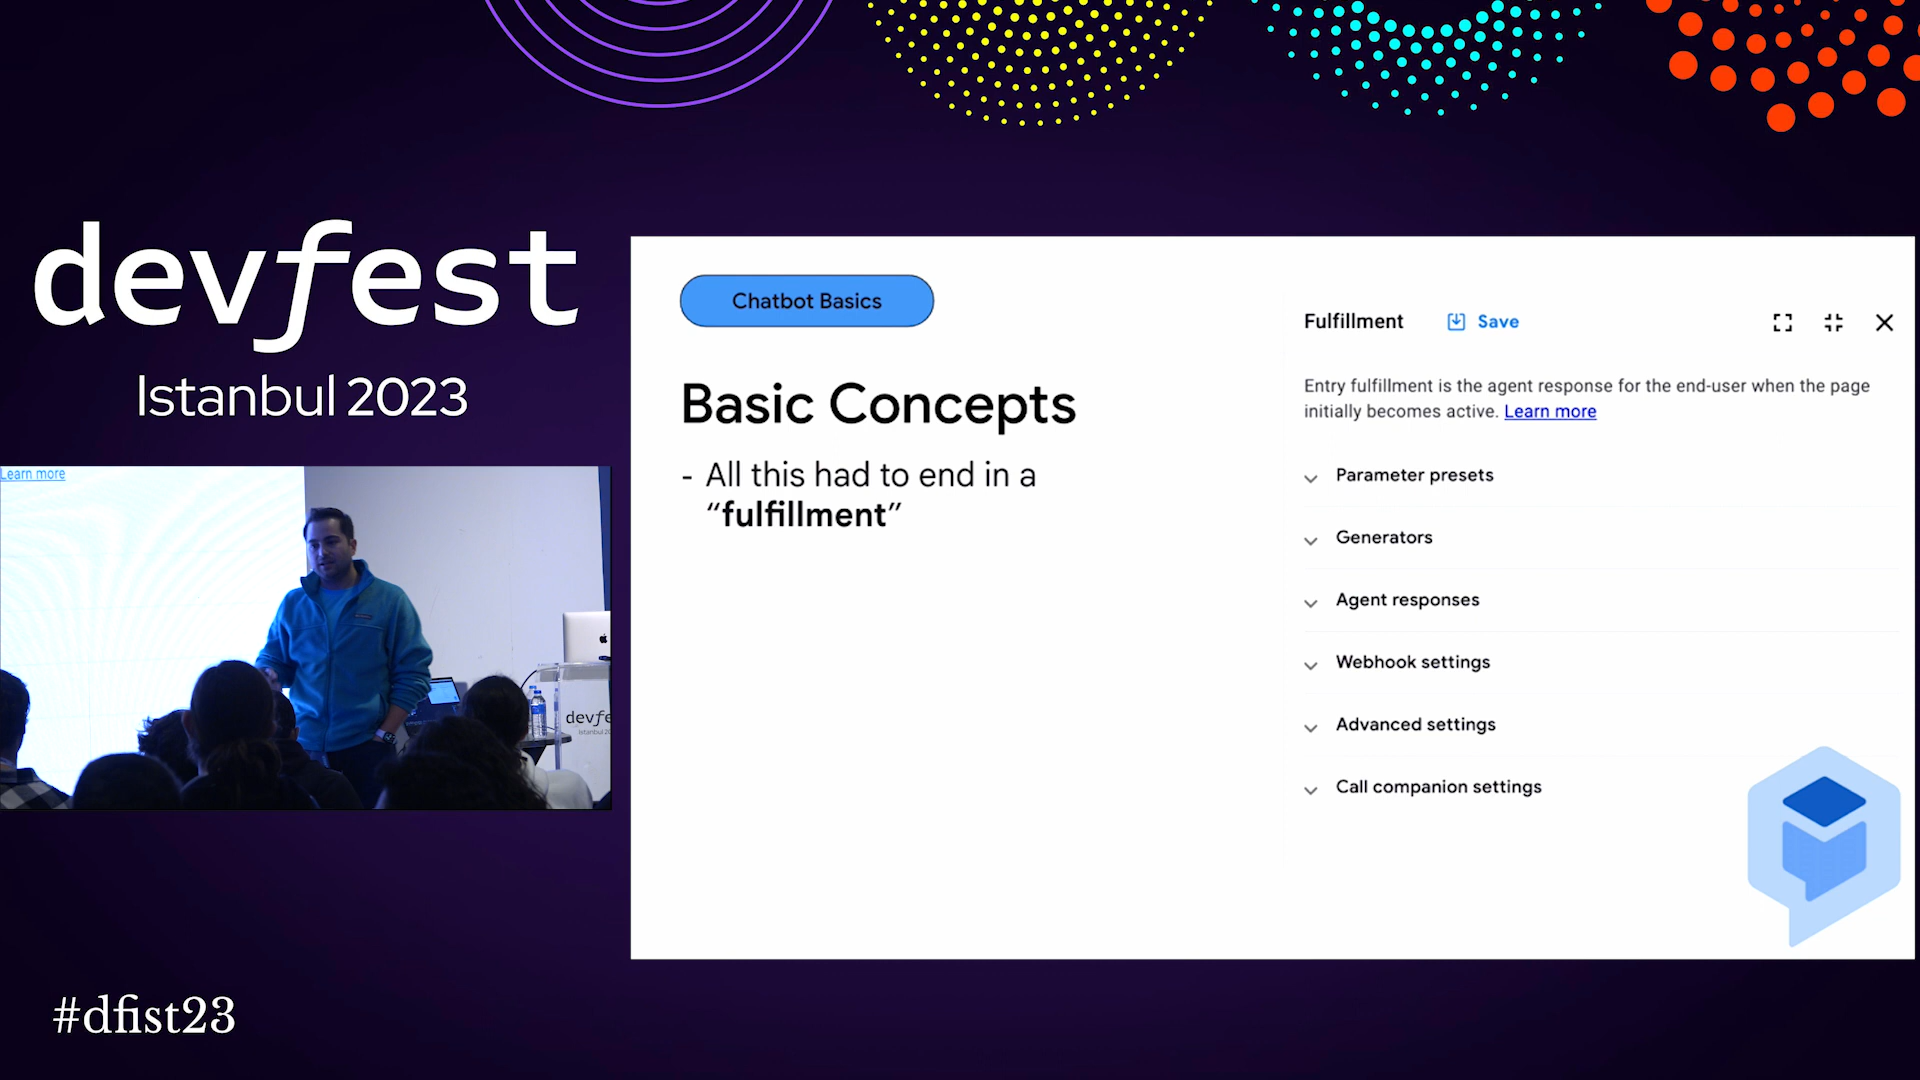 devfest
Istanbul 2023
Learn more
devfe
Istanbul 20
#dfist23
Chatbot Basics
Basic Concepts
- All this had to end in a
“fulfillment”
Fulfillment
Save
Entry fulfillment is the agent response for the end-user when the page
initially becomes active. Learn more
Parameter presets
Generators
Agent responses
Webhook settings
Advanced settings
Call companion settings